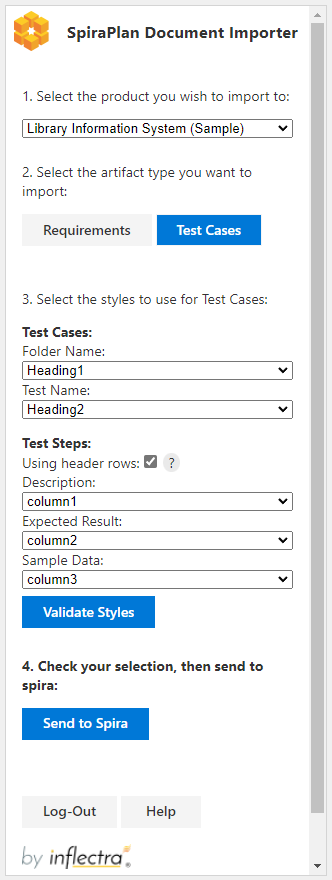 SpiraPlan Document Importer
1. Select the product you wish to import to:
Library Information System (Sample)
2. Select the artifact type you want to
import:
Requirements Test Cases
3. Select the styles to use for Test Cases:
Test Cases:
Folder Name:
Heading1
Test Name:
Heading2
Test Steps:
Using header rows: ?
Description:
column1
Expected Result:
column2
Sample Data:
column3
Validate Styles
4. Check your selection, then send to
spira:
Send to Spira
Log-Out Help
by inflectra®